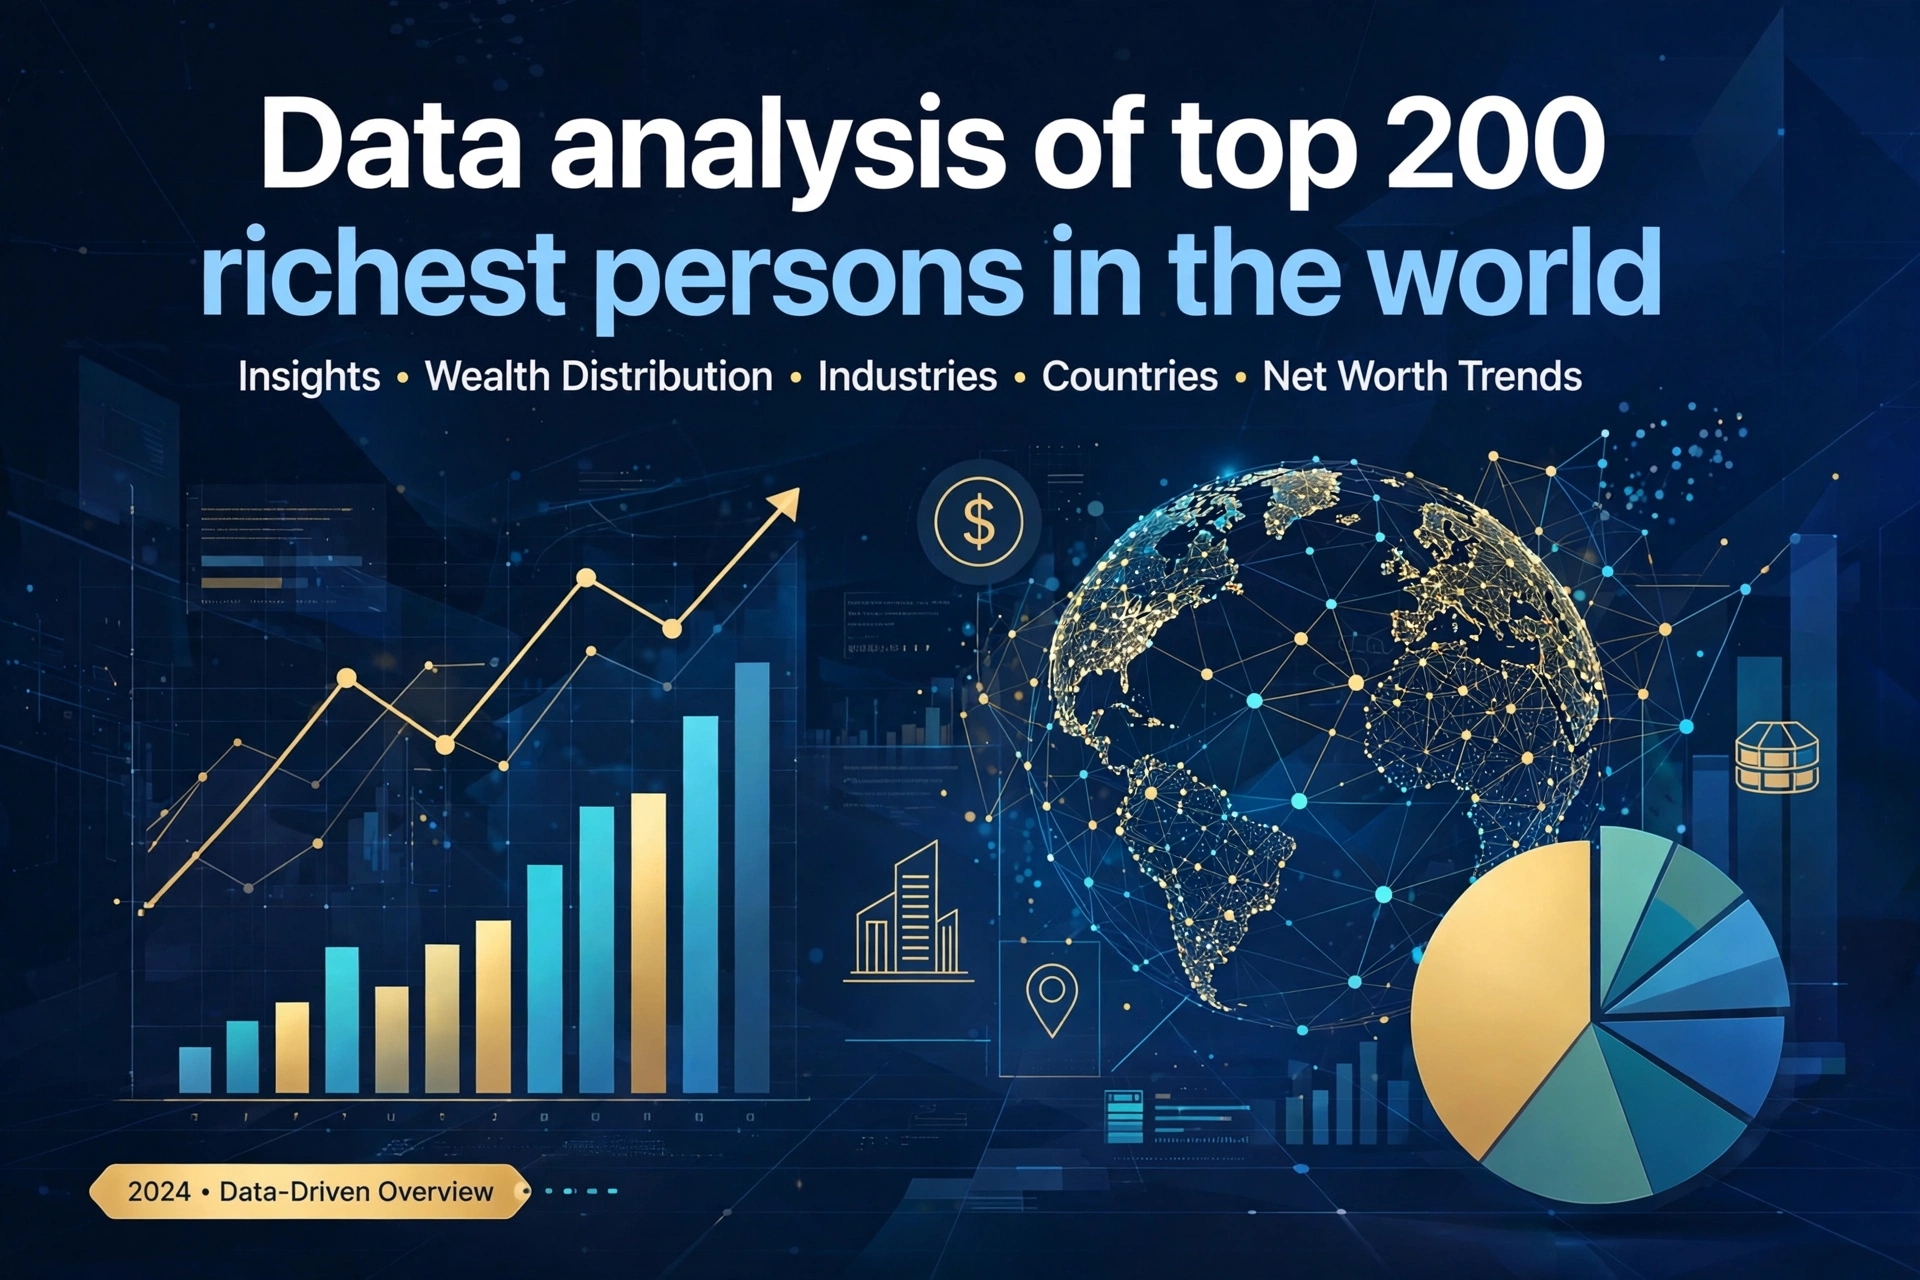 Data analysis of top 200
richest persons in the world
Insights • Wealth Distribution • Industries • Countries • Net Worth Trends
$
2024 • Data-Driven Overview